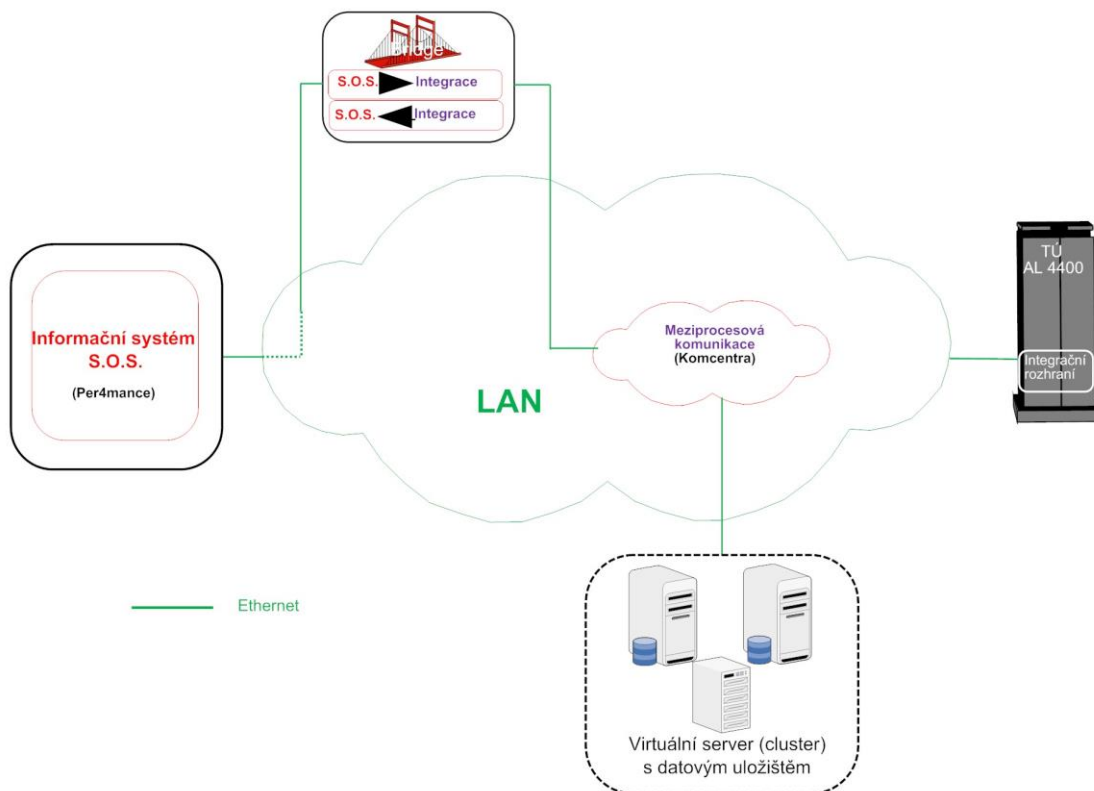 Bridge
S.O.S. Integrace
S.O.S. Integrace
TÚ
AL 4400
Integrační
rozhraní
Informační systém
S.O.S.
(Per4mance)
Meziprocesová
komunikace
(Komcentra)
LAN
Ethernet
Virtuální server (cluster)
s datovým uložištěm